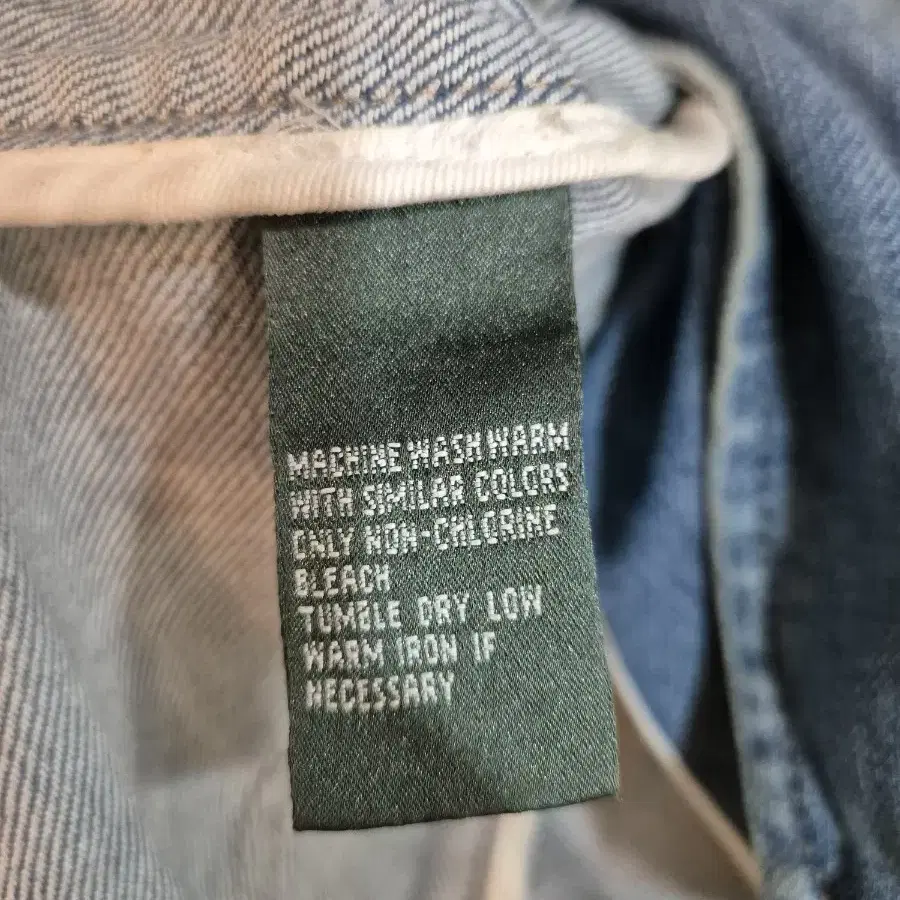 MACHINE WASH WARM
WITH SIMILAR COLORS
ONLY NON-CHLORINE
BLEACH
TUMBLE DRY LOW
WARM IRON IF
NECESSARY